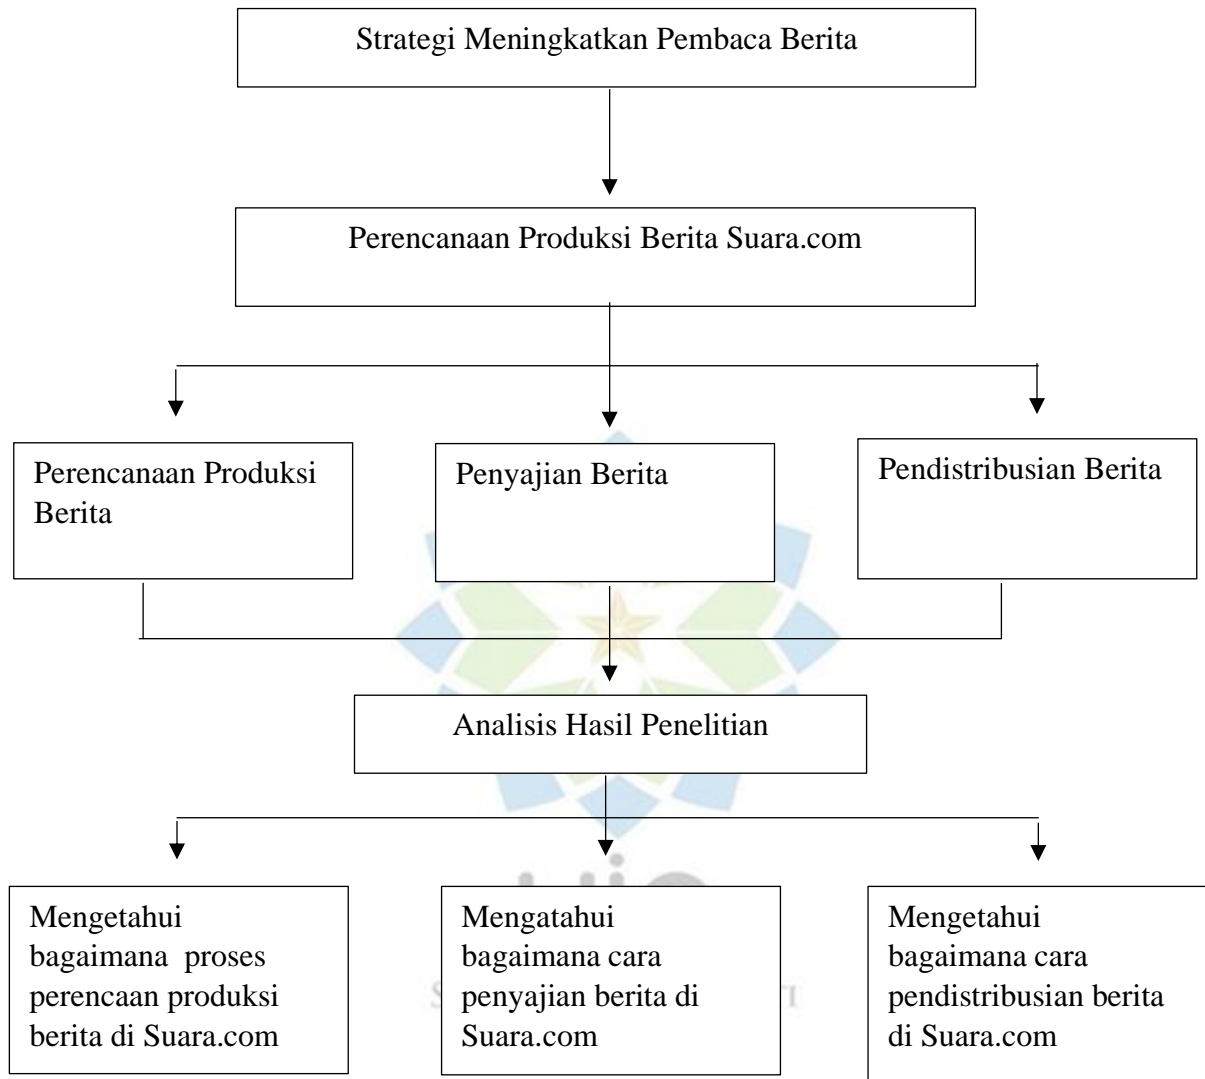 Strategi Meningkatkan Pembaca Berita
Perencanaan Produksi Berita Suara.com
Perencanaan Produksi
Berita
Penyajian Berita
Pendistribusian Berita
Analisis Hasil Penelitian
Mengetahui
bagaimana proses
perencaan produksi
berita di Suara.com
Mengatahui
bagaimana cara
penyajian berita di
Suara.com
Mengetahui
bagaimana cara
pendistribusian berita
di Suara.com